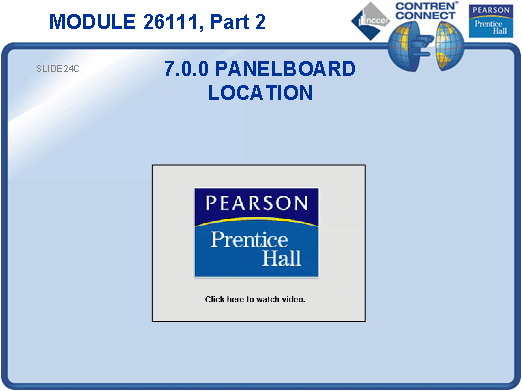 MODULE 26111, Part 2
nccer
CONTREN®
CONNECT
PEARSON
Prentice
Hall
SLIDE 24C
7.0.0 PANELBOARD
LOCATION
PEARSON
Prentice
Hall
Click here to watch video.